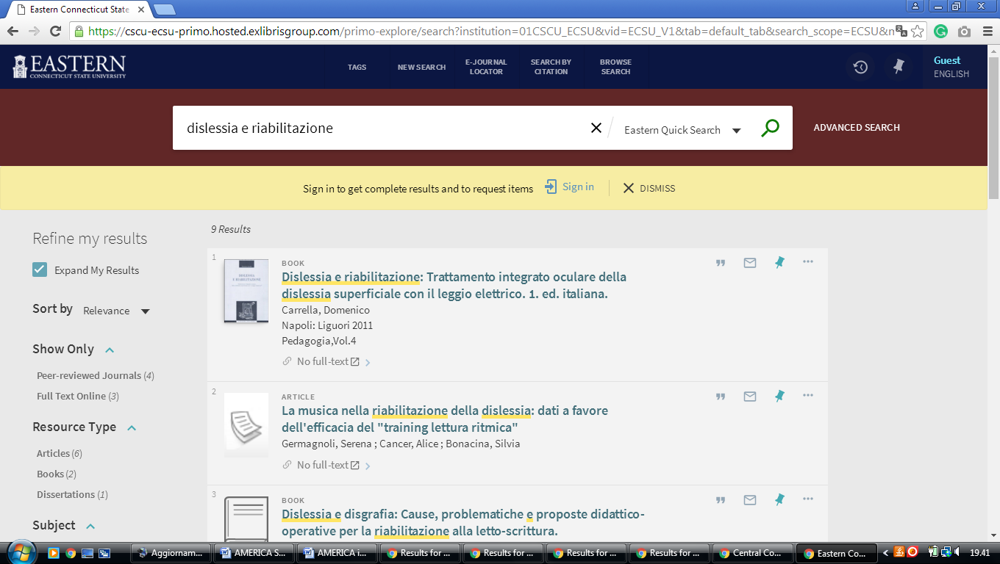 Eastern Connecticut State
https://cscu-ecsu-primo.hosted.exlibrisgroup.com/primo-explore/search?institution=01CSCU_ECSU&vid=ECSU_V1&tab=default_tab&search_scope=ECSU&n
EASTERN
CONNECTICUT STATE UNIVERSITY
TAGS
NEW SEARCH
E-JOURNAL
LOCATOR
SEARCH BY
CITATION
BROWSE
SEARCH
Guest
ENGLISH
dislessia e riabilitazione
Eastern Quick Search
ADVANCED SEARCH
Sign in to get complete results and to request items
Sign in
DISMISS
Refine my results
Expand My Results
Sort by Relevance
Show Only
Peer-reviewed Journals (4)
Full Text Online (3)
Resource Type
Articles (6)
Books (2)
Dissertations (1)
Subject
9 Results
1
DISLESSIA
E RIABILITAZIONE
BOOK
Dislessia e riabilitazione: Trattamento integrato oculare della
dislessia superficiale con il leggio elettrico. 1. ed. italiana.
Carrella, Domenico
Napoli: Liguori 2011
Pedagogia,Vol.4
No full-text
2
ARTICLE
La musica nella riabilitazione della dislessia: dati a favore
dell'efficacia del "training lettura ritmica"
Germagnoli, Serena ; Cancer, Alice ; Bonacina, Silvia
No full-text
3
BOOK
Dislessia e disgrafia: Cause, problematiche e proposte didattico-
operative per la riabilitazione alla letto-scrittura.
Aggiornam...
AMERICA S...
AMERICA i...
Results for ...
Results for ...
Results for ...
Results for ...
Central Co...
Eastern Co...
19.41